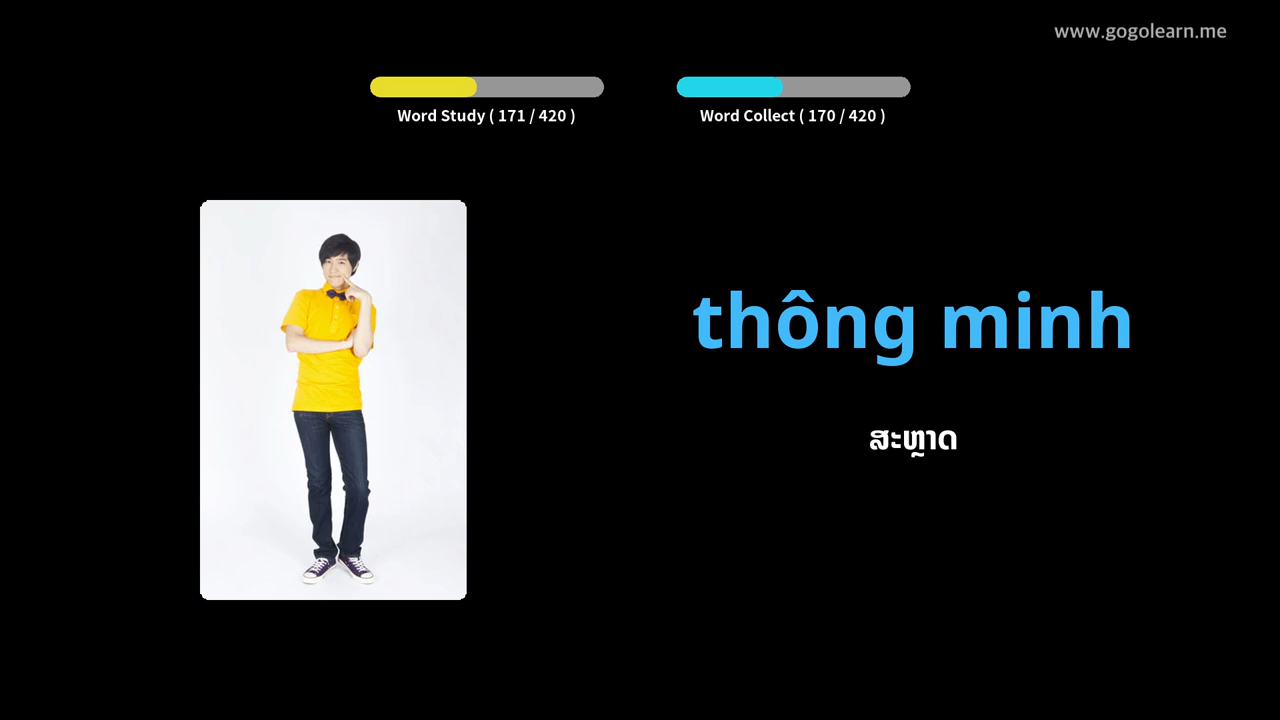 www.gogolearn.me
Word Study ( 171 / 420 )
Word Collect ( 170 / 420 )
thông minh
ສະຫຼາດ